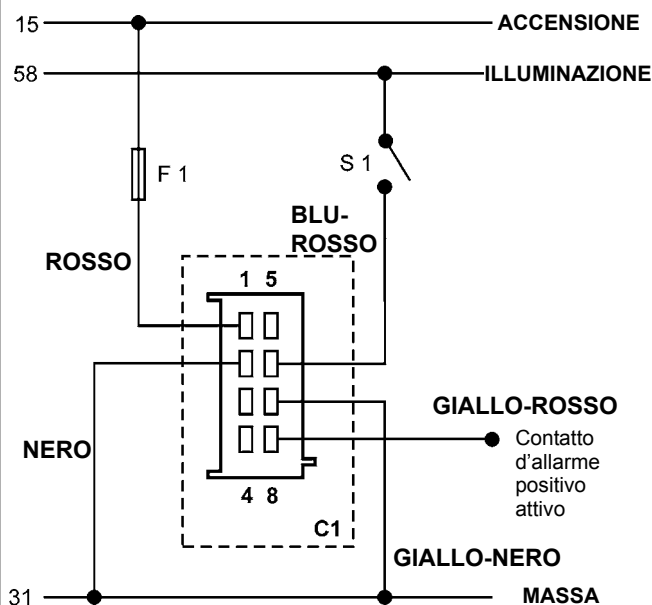 15 ACCENSIONE
58 ILLUMINAZIONE
F 1
S 1
BLU-
ROSSO
ROSSO
1 5
GIALLO-ROSSO
NERO
Contatto
d'allarme
positivo
attivo
4 8
C1
GIALLO-NERO
31 MASSA